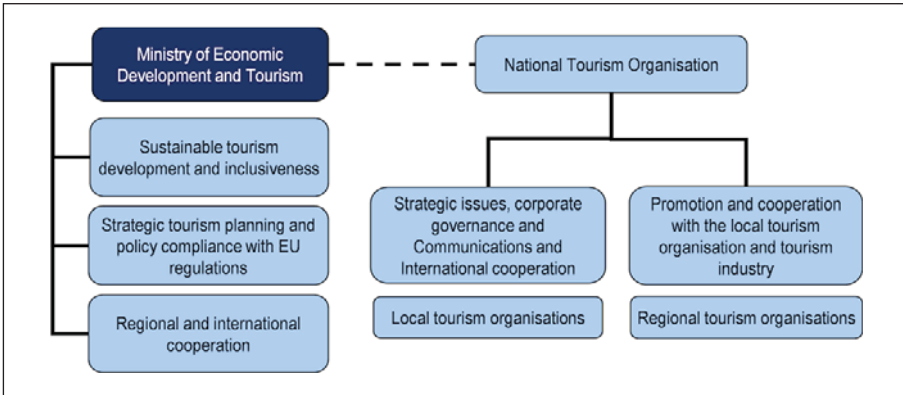 Ministry of Economic
Development and Tourism
National Tourism Organisation
Sustainable tourism
development and inclusiveness
Strategic tourism planning and
policy compliance with EU
regulations
Regional and international
cooperation
Strategic issues, corporate
governance and
Communications and
International cooperation
Promotion and cooperation
with the local tourism
organisation and tourism
industry
Local tourism organisations
Regional tourism organisations